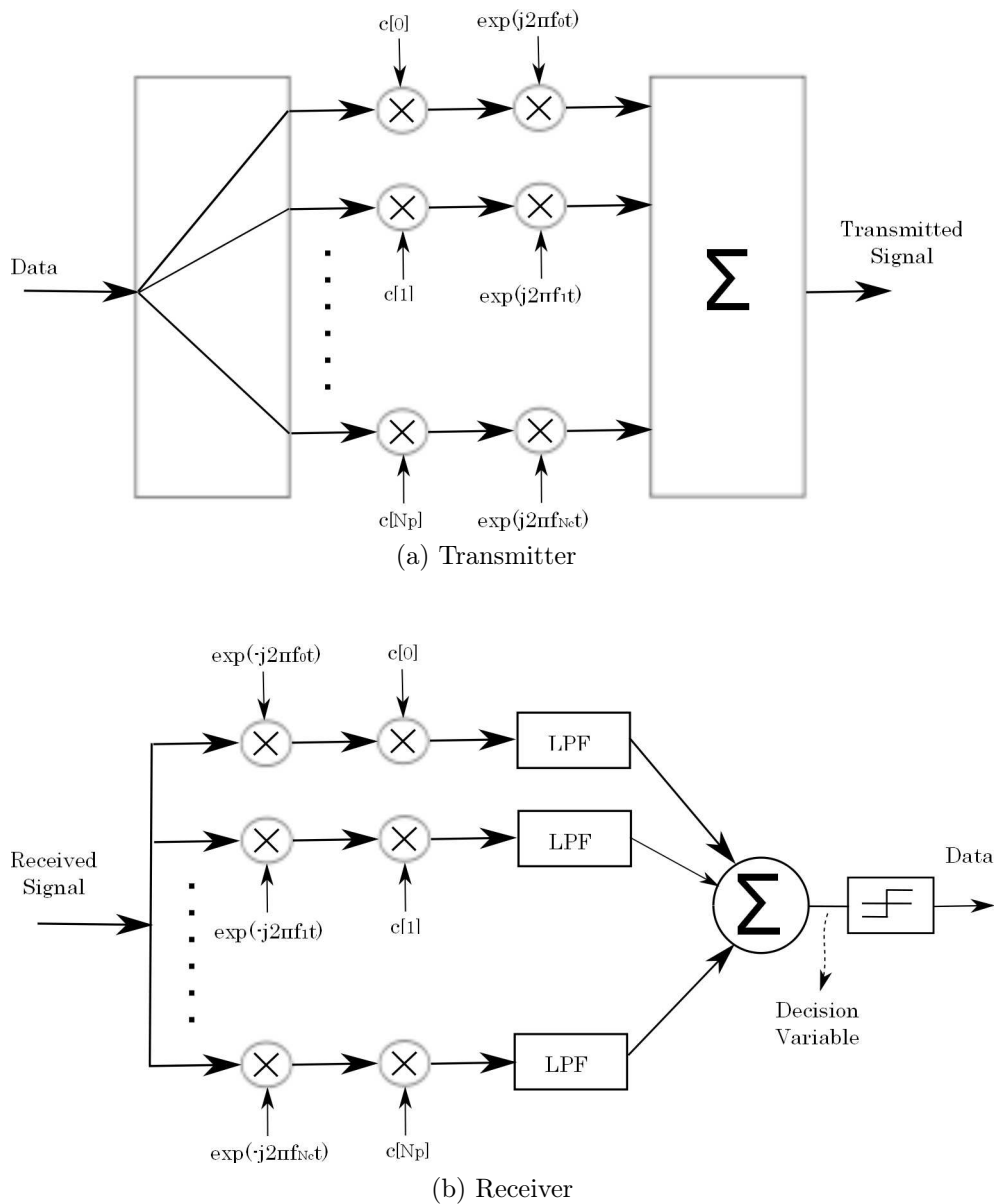 c[0] exp(j2πf₀t)
Data
Transmitted
Signal
Σ
c[1] exp(j2πf₁t)
c[Np] exp(j2πf_Nc t)
(a) Transmitter
exp(-j2πf₀t) c[0]
LPF
LPF
Received
Signal
Data
Σ
exp(-j2πf₁t) c[1]
Decision
Variable
LPF
exp(-j2πf_Nc t) c[Np]
(b) Receiver